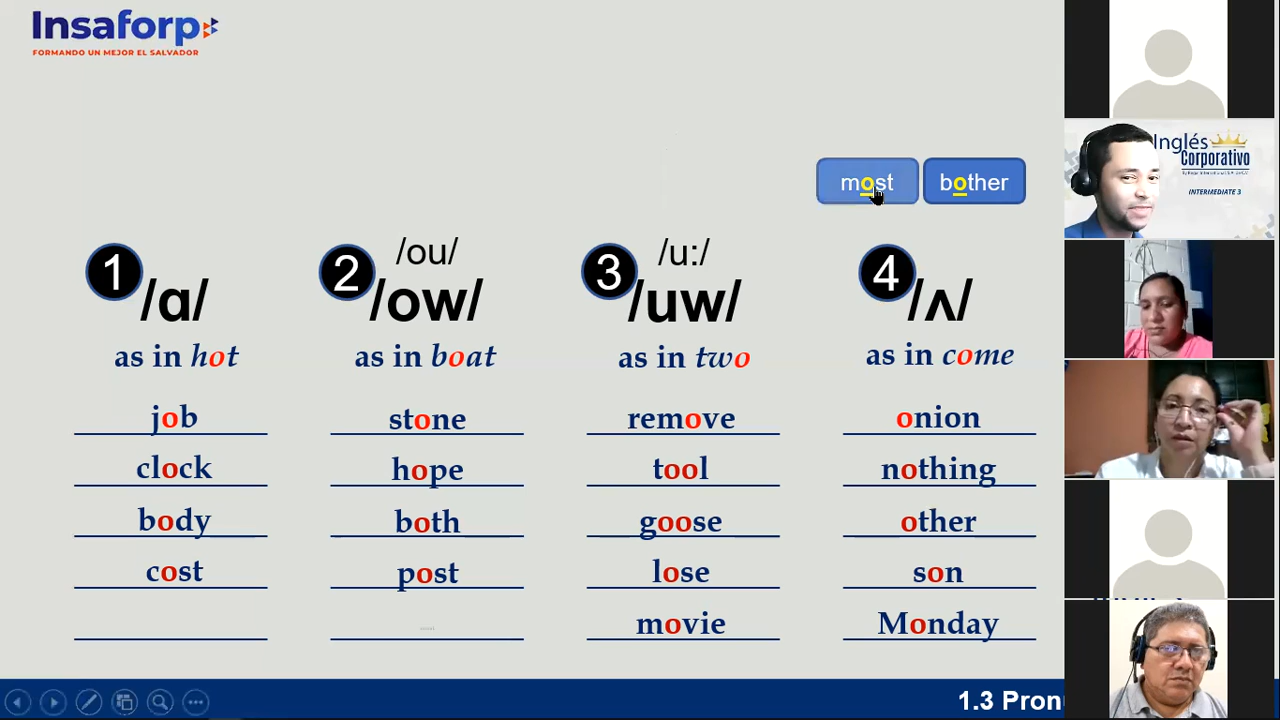 Insaforp
FORMANDO UN MEJOR EL SALVADOR
most bother
Inglés
Corporativo
INTERMEDIATE 3
1 /ɑ/
as in hot
job
clock
body
cost
2 /ou/
/ow/
as in boat
stone
hope
both
post
3 /u:/
/uw/
as in two
remove
tool
goose
lose
movie
4 /ʌ/
as in come
onion
nothing
other
son
Monday
1.3 Pron